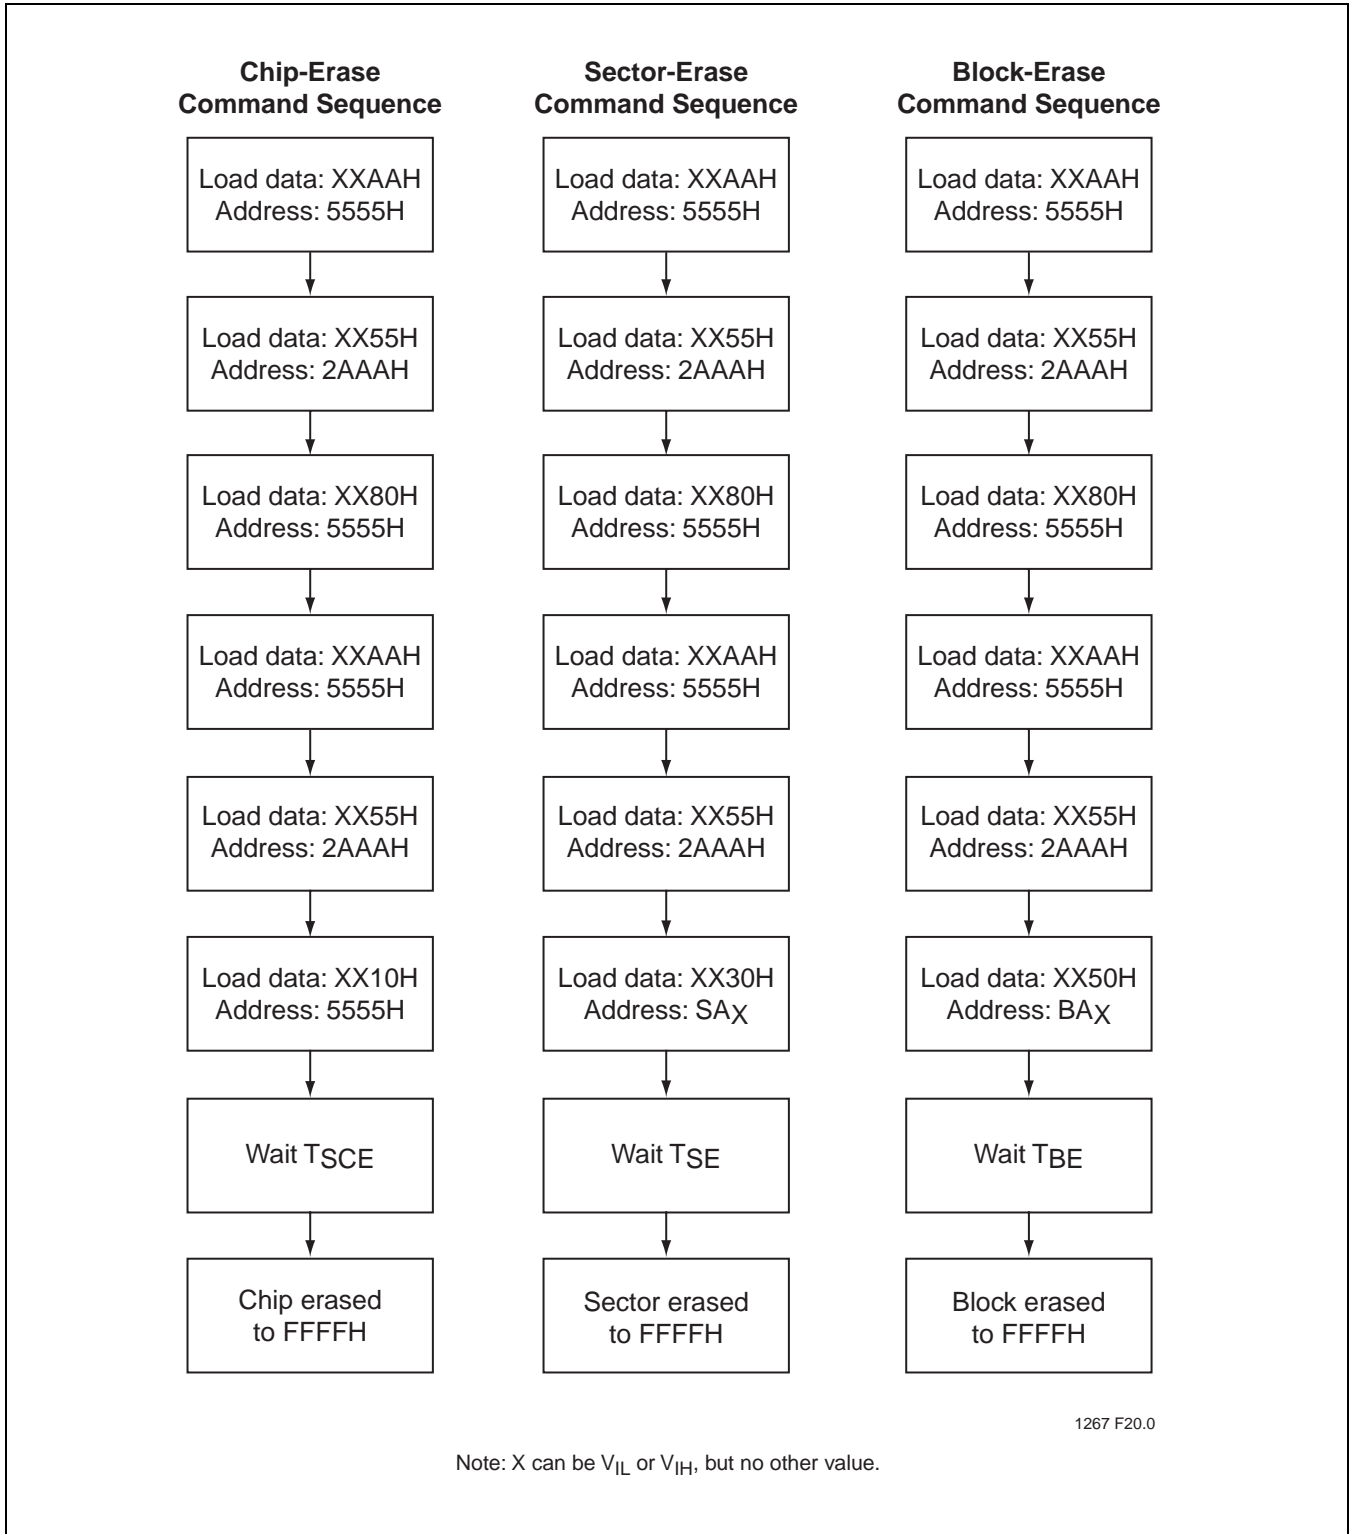 Chip-Erase
Command Sequence
Load data: XXAAH
Address: 5555H
Load data: XX55H
Address: 2AAAH
Load data: XX80H
Address: 5555H
Load data: XXAAH
Address: 5555H
Load data: XX55H
Address: 2AAAH
Load data: XX10H
Address: 5555H
Wait TSCE
Chip erased
to FFFFH
Sector-Erase
Command Sequence
Load data: XXAAH
Address: 5555H
Load data: XX55H
Address: 2AAAH
Load data: XX80H
Address: 5555H
Load data: XXAAH
Address: 5555H
Load data: XX55H
Address: 2AAAH
Load data: XX30H
Address: SAX
Wait TSE
Sector erased
to FFFFH
Block-Erase
Command Sequence
Load data: XXAAH
Address: 5555H
Load data: XX55H
Address: 2AAAH
Load data: XX80H
Address: 5555H
Load data: XXAAH
Address: 5555H
Load data: XX55H
Address: 2AAAH
Load data: XX50H
Address: BAX
Wait TBE
Block erased
to FFFFH
1267 F20.0
Note: X can be VIL or VIH, but no other value.